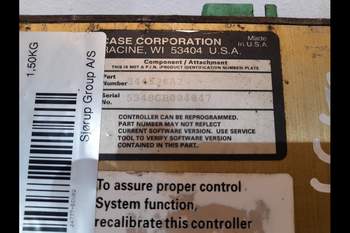 CASE CORPORATION
RACINE, WI 53404 U.S.A.
Made
in U.S.A.
Component / Attachment
THIS IS NOT A P.I.N. (PRODUCT IDENTIFICATION NUMBER) PLATE
Part
Number
Serial
No.
CONTROLLER CAN BE REPROGRAMMED.
PART NUMBER MAY NOT REFLECT
CURRENT SOFTWARE VERSION. USE SERVICE
TOOL TO VERIFY SOFTWARE VERSION
CONTAINED IN THIS PART.
To assure proper control
System function,
recalibrate this controller
1.50KG
Sjørup Group A/S